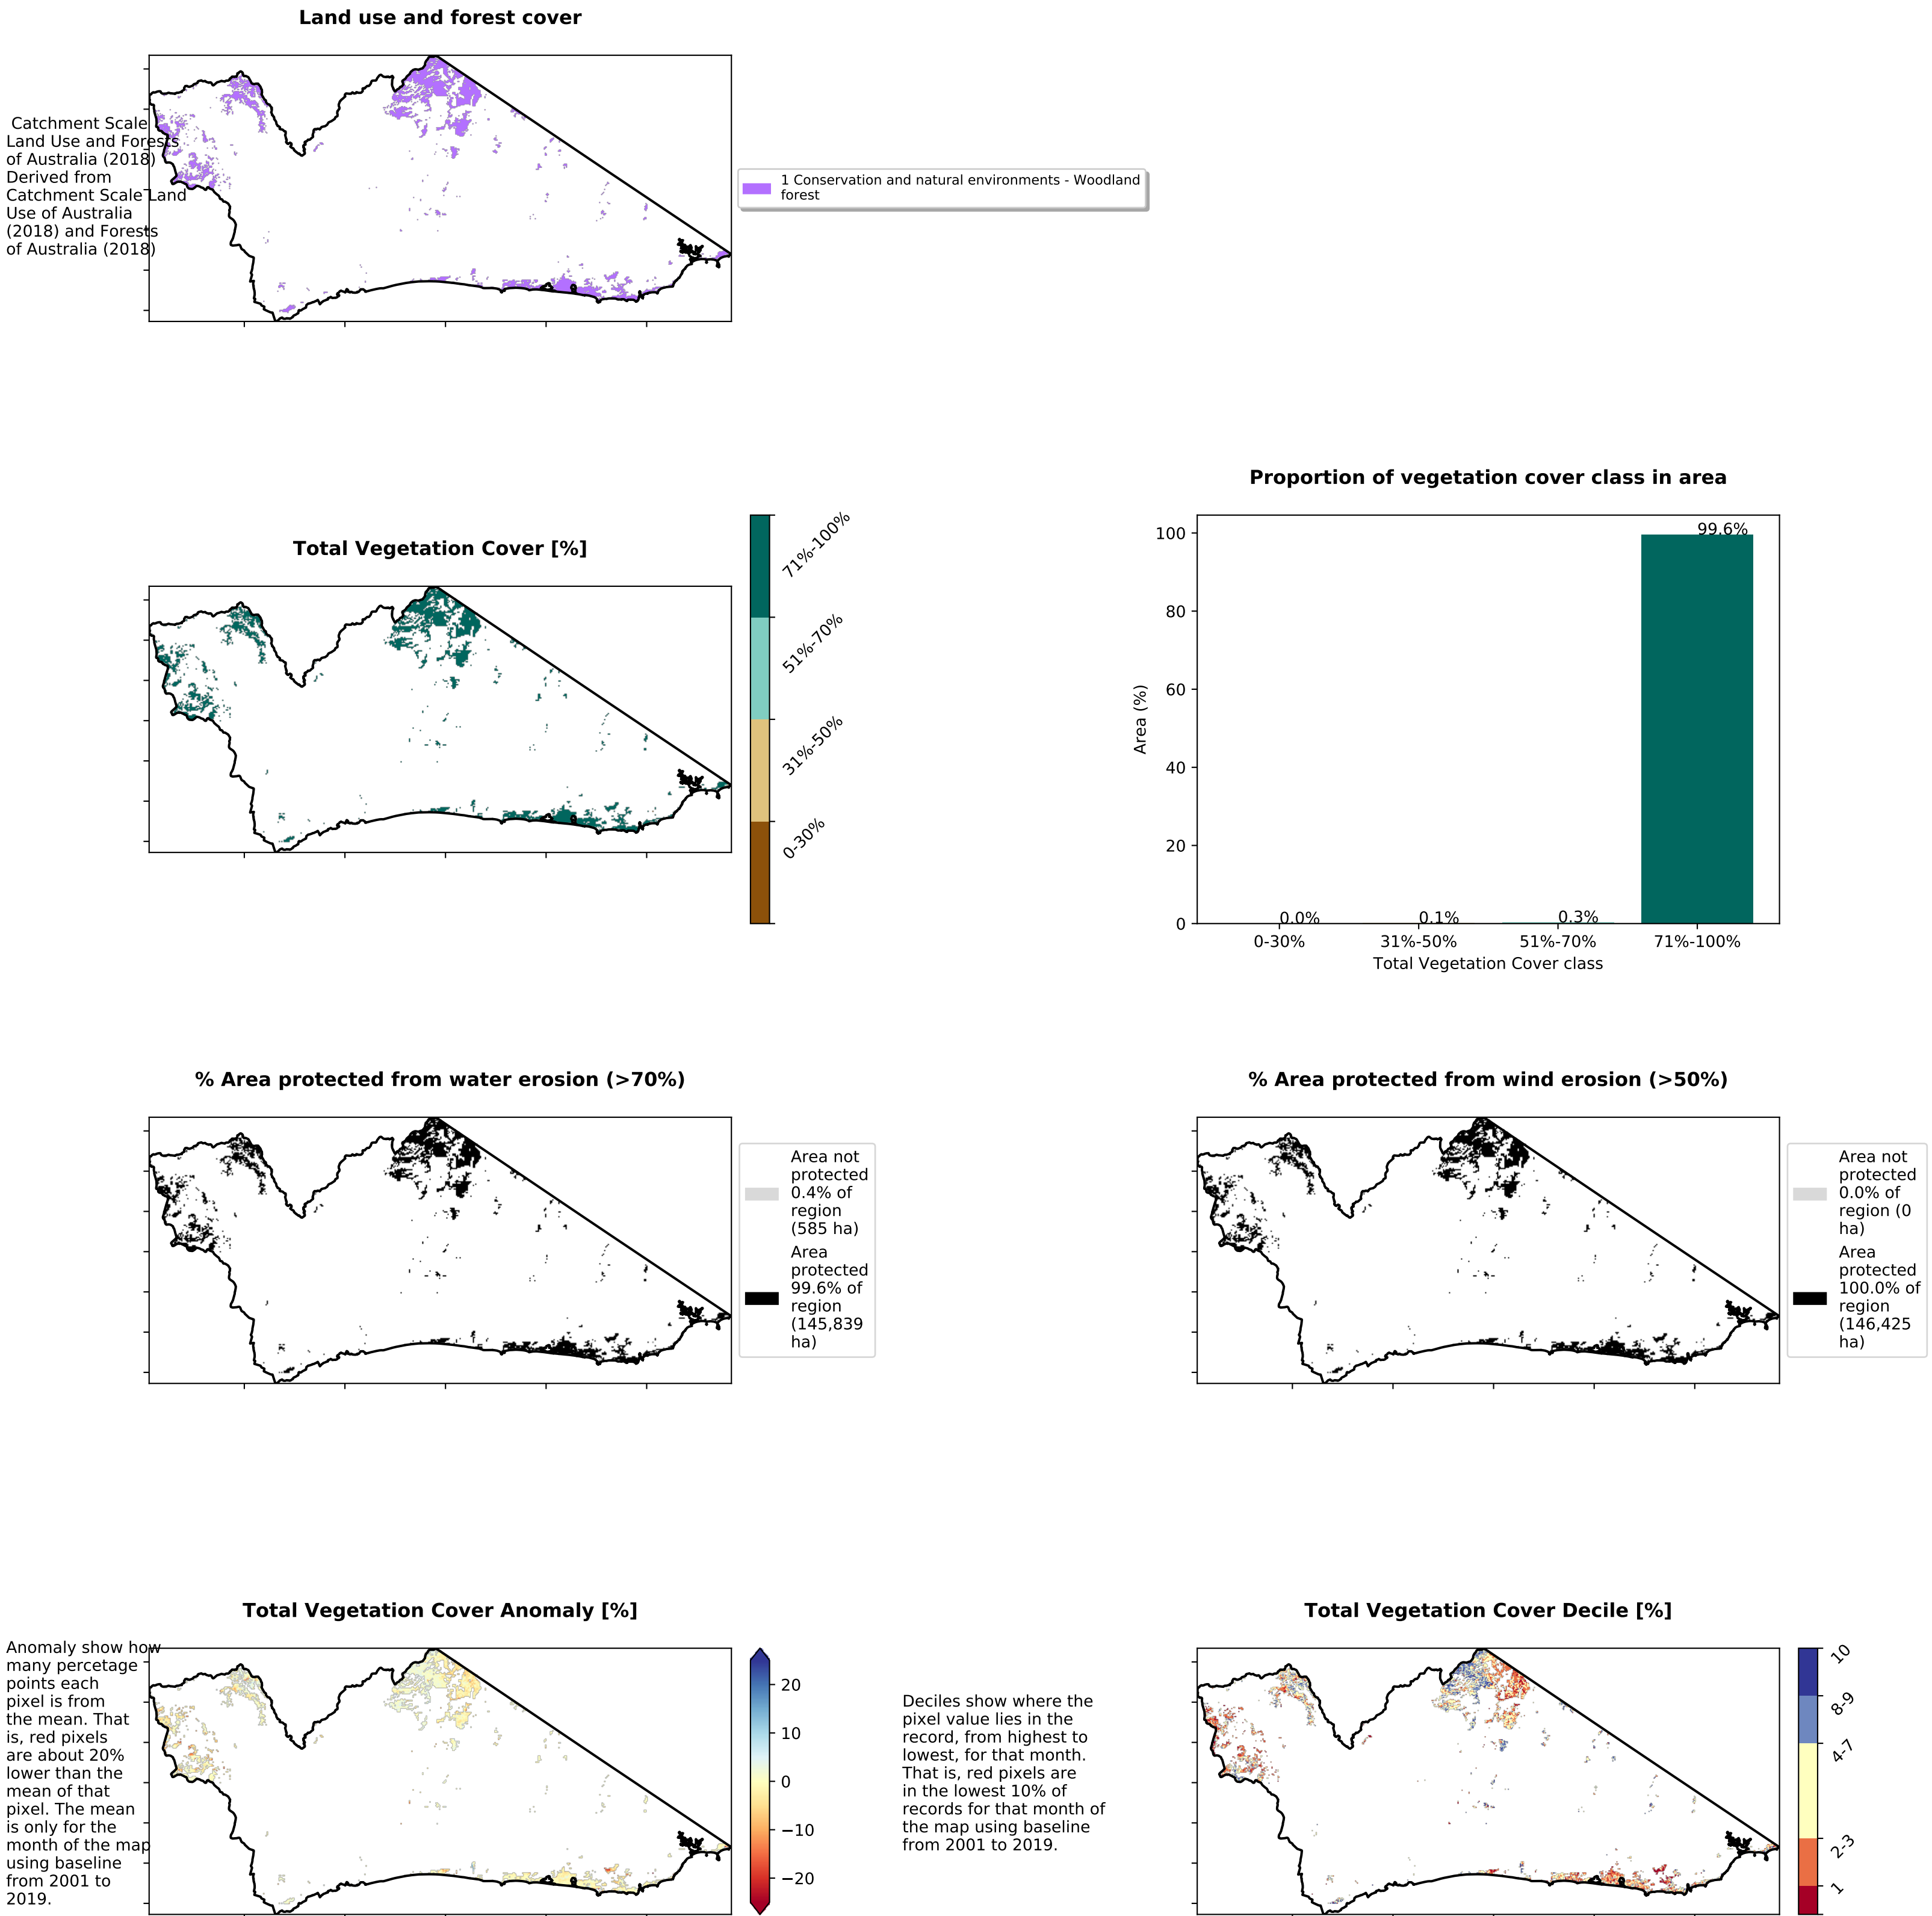 Land use and forest cover
Catchment Scale
Land Use and Forests
of Australia (2018)
Derived from
Catchment Scale Land
Use of Australia
(2018) and Forests
of Australia (2018)
1 Conservation and natural environments - Woodland
forest
Total Vegetation Cover [%]
71%-100%
51%-70%
31%-50%
0-30%
Proportion of vegetation cover class in area
Area (%)
100
80
60
40
20
0
0.0%
0.1%
0.3%
99.6%
0-30%
31%-50%
51%-70%
71%-100%
Total Vegetation Cover class
% Area protected from water erosion (>70%)
Area not
protected
0.4% of
region
(585 ha)
Area
protected
99.6% of
region
(145,839
ha)
% Area protected from wind erosion (>50%)
Area not
protected
0.0% of
region (0
ha)
Area
protected
100.0% of
region
(146,425
ha)
Total Vegetation Cover Anomaly [%]
Anomaly show how
many percetage
points each
pixel is from
the mean. That
is, red pixels
are about 20%
lower than the
mean of that
pixel. The mean
is only for the
month of the map
using baseline
from 2001 to
2019.
20
10
0
−10
−20
Total Vegetation Cover Decile [%]
Deciles show where the
pixel value lies in the
record, from highest to
lowest, for that month.
That is, red pixels are
in the lowest 10% of
records for that month of
the map using baseline
from 2001 to 2019.
10
8-9
4-7
2-3
1